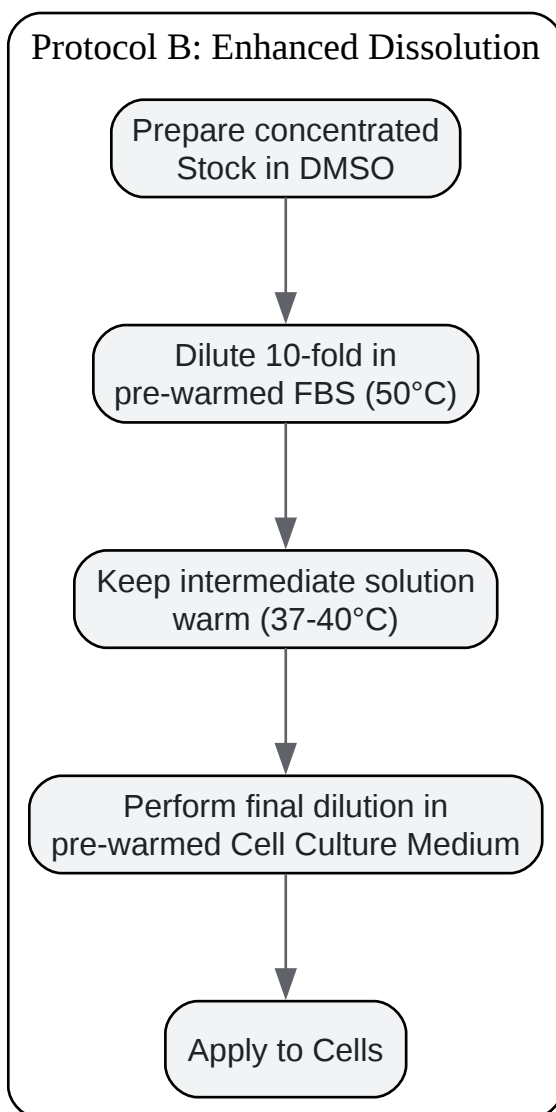 Protocol B: Enhanced Dissolution
Prepare concentrated
Stock in DMSO
Dilute 10-fold in
pre-warmed FBS (50°C)
Keep intermediate solution
warm (37-40°C)
Perform final dilution in
pre-warmed Cell Culture Medium
Apply to Cells